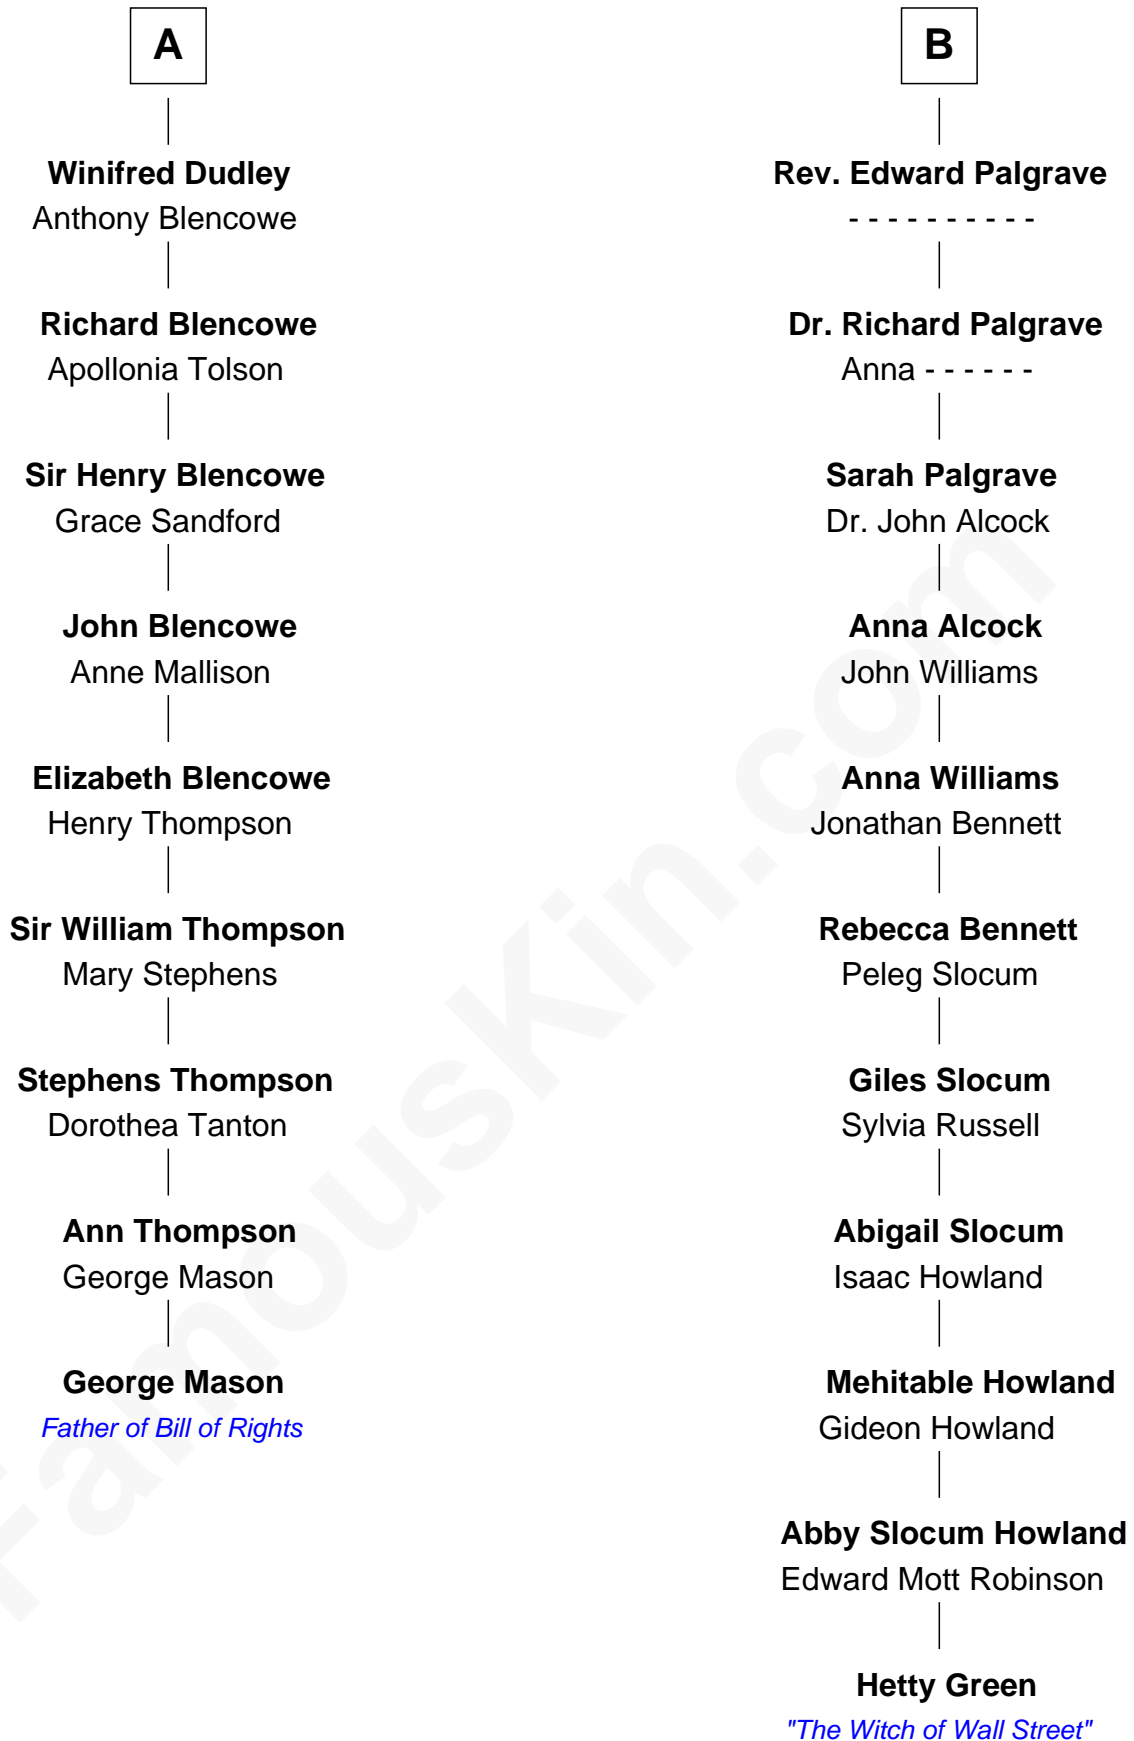 A
Winifred Dudley
Anthony Blencowe
Richard Blencowe
Apollonia Tolson
Sir Henry Blencowe
Grace Sandford
John Blencowe
Anne Mallison
Elizabeth Blencowe
Henry Thompson
Sir William Thompson
Mary Stephens
Stephens Thompson
Dorothea Tanton
Ann Thompson
George Mason
George Mason
Father of Bill of Rights
B
Rev. Edward Palgrave
- - - - - - - - - -
Dr. Richard Palgrave
Anna - - - - - -
Sarah Palgrave
Dr. John Alcock
Anna Alcock
John Williams
Anna Williams
Jonathan Bennett
Rebecca Bennett
Peleg Slocum
Giles Slocum
Sylvia Russell
Abigail Slocum
Isaac Howland
Mehitable Howland
Gideon Howland
Abby Slocum Howland
Edward Mott Robinson
Hetty Green
"The Witch of Wall Street"
FamousKin.com